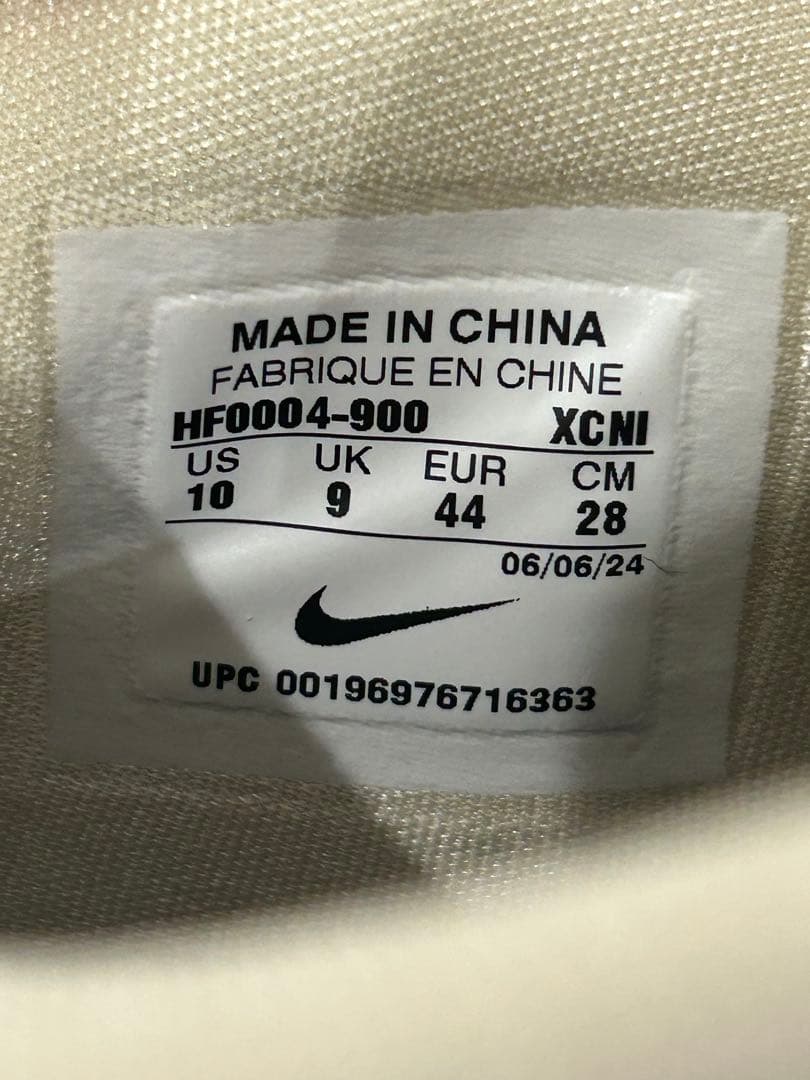 MADE IN CHINA
FABRIQUE EN CHINE
HF0004-900 XCNI
US UK EUR CM
10 9 44 28
06/06/24
UPC 00196976716363